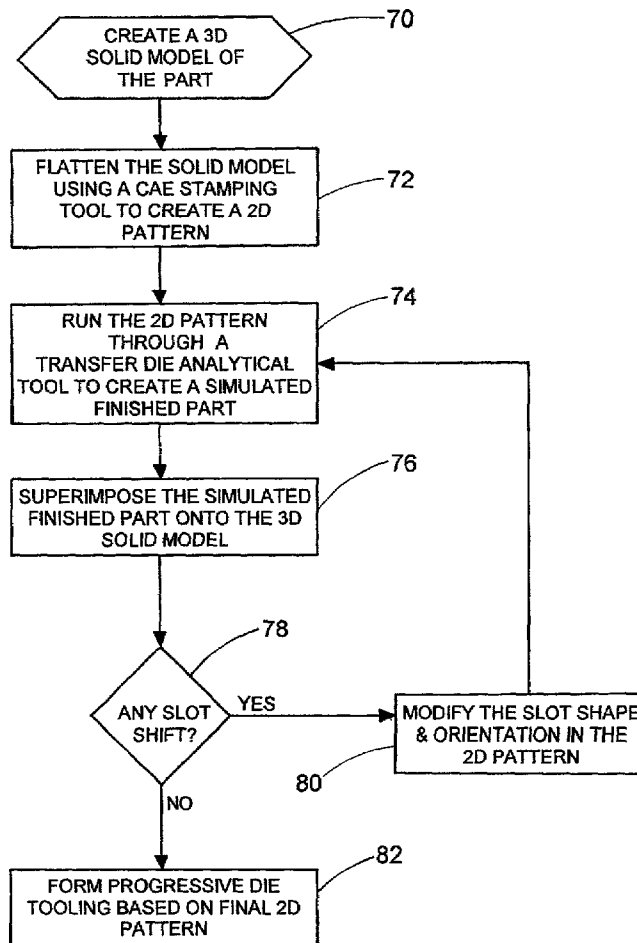 CREATE A 3D
SOLID MODEL OF
THE PART
70
FLATTEN THE SOLID MODEL
USING A CAE STAMPING
TOOL TO CREATE A 2D
PATTERN
72
RUN THE 2D PATTERN
THROUGH A
TRANSFER DIE ANALYTICAL
TOOL TO CREATE A SIMULATED
FINISHED PART
74
SUPERIMPOSE THE SIMULATED
FINISHED PART ONTO THE 3D
SOLID MODEL
76
ANY SLOT
SHIFT?
78
YES
MODIFY THE SLOT SHAPE
& ORIENTATION IN THE
2D PATTERN
80
NO
FORM PROGRESSIVE DIE
TOOLING BASED ON FINAL 2D
PATTERN
82